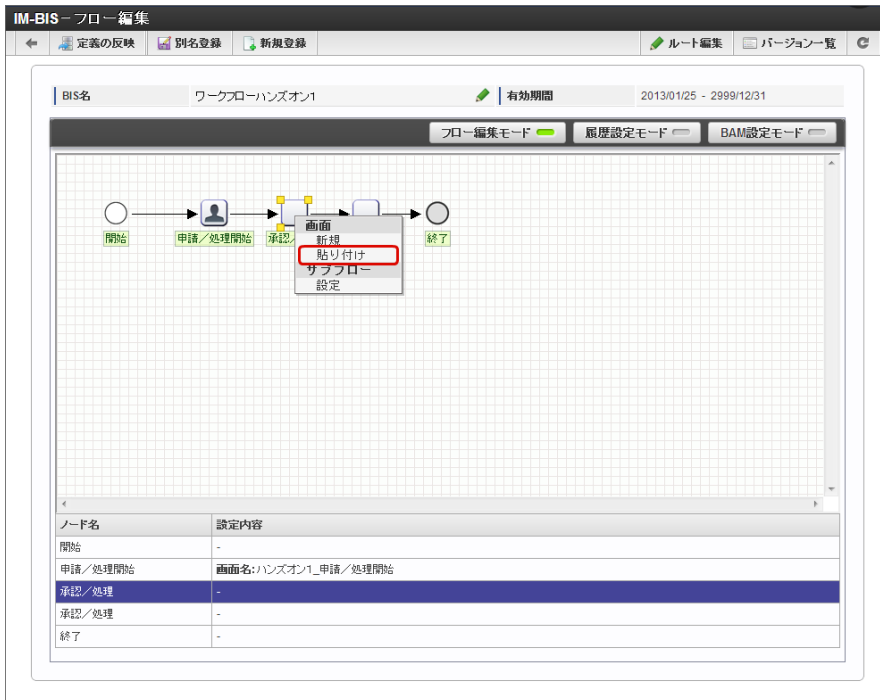 IM-BIS－フロー編集
定義の反映 別名登録 新規登録 ルート編集 バージョン一覧
BIS名 ワークフローハンズオン1 有効期間 2013/01/25 - 2999/12/31
フロー編集モード 履歴設定モード BAM設定モード
開始 申請／処理開始 承認／ 終了
画面
新規
貼り付け
サブフロー
設定
ノード名 設定内容
開始 -
申請／処理開始 画面名:ハンズオン1_申請／処理開始
承認／処理 -
承認／処理 -
終了 -